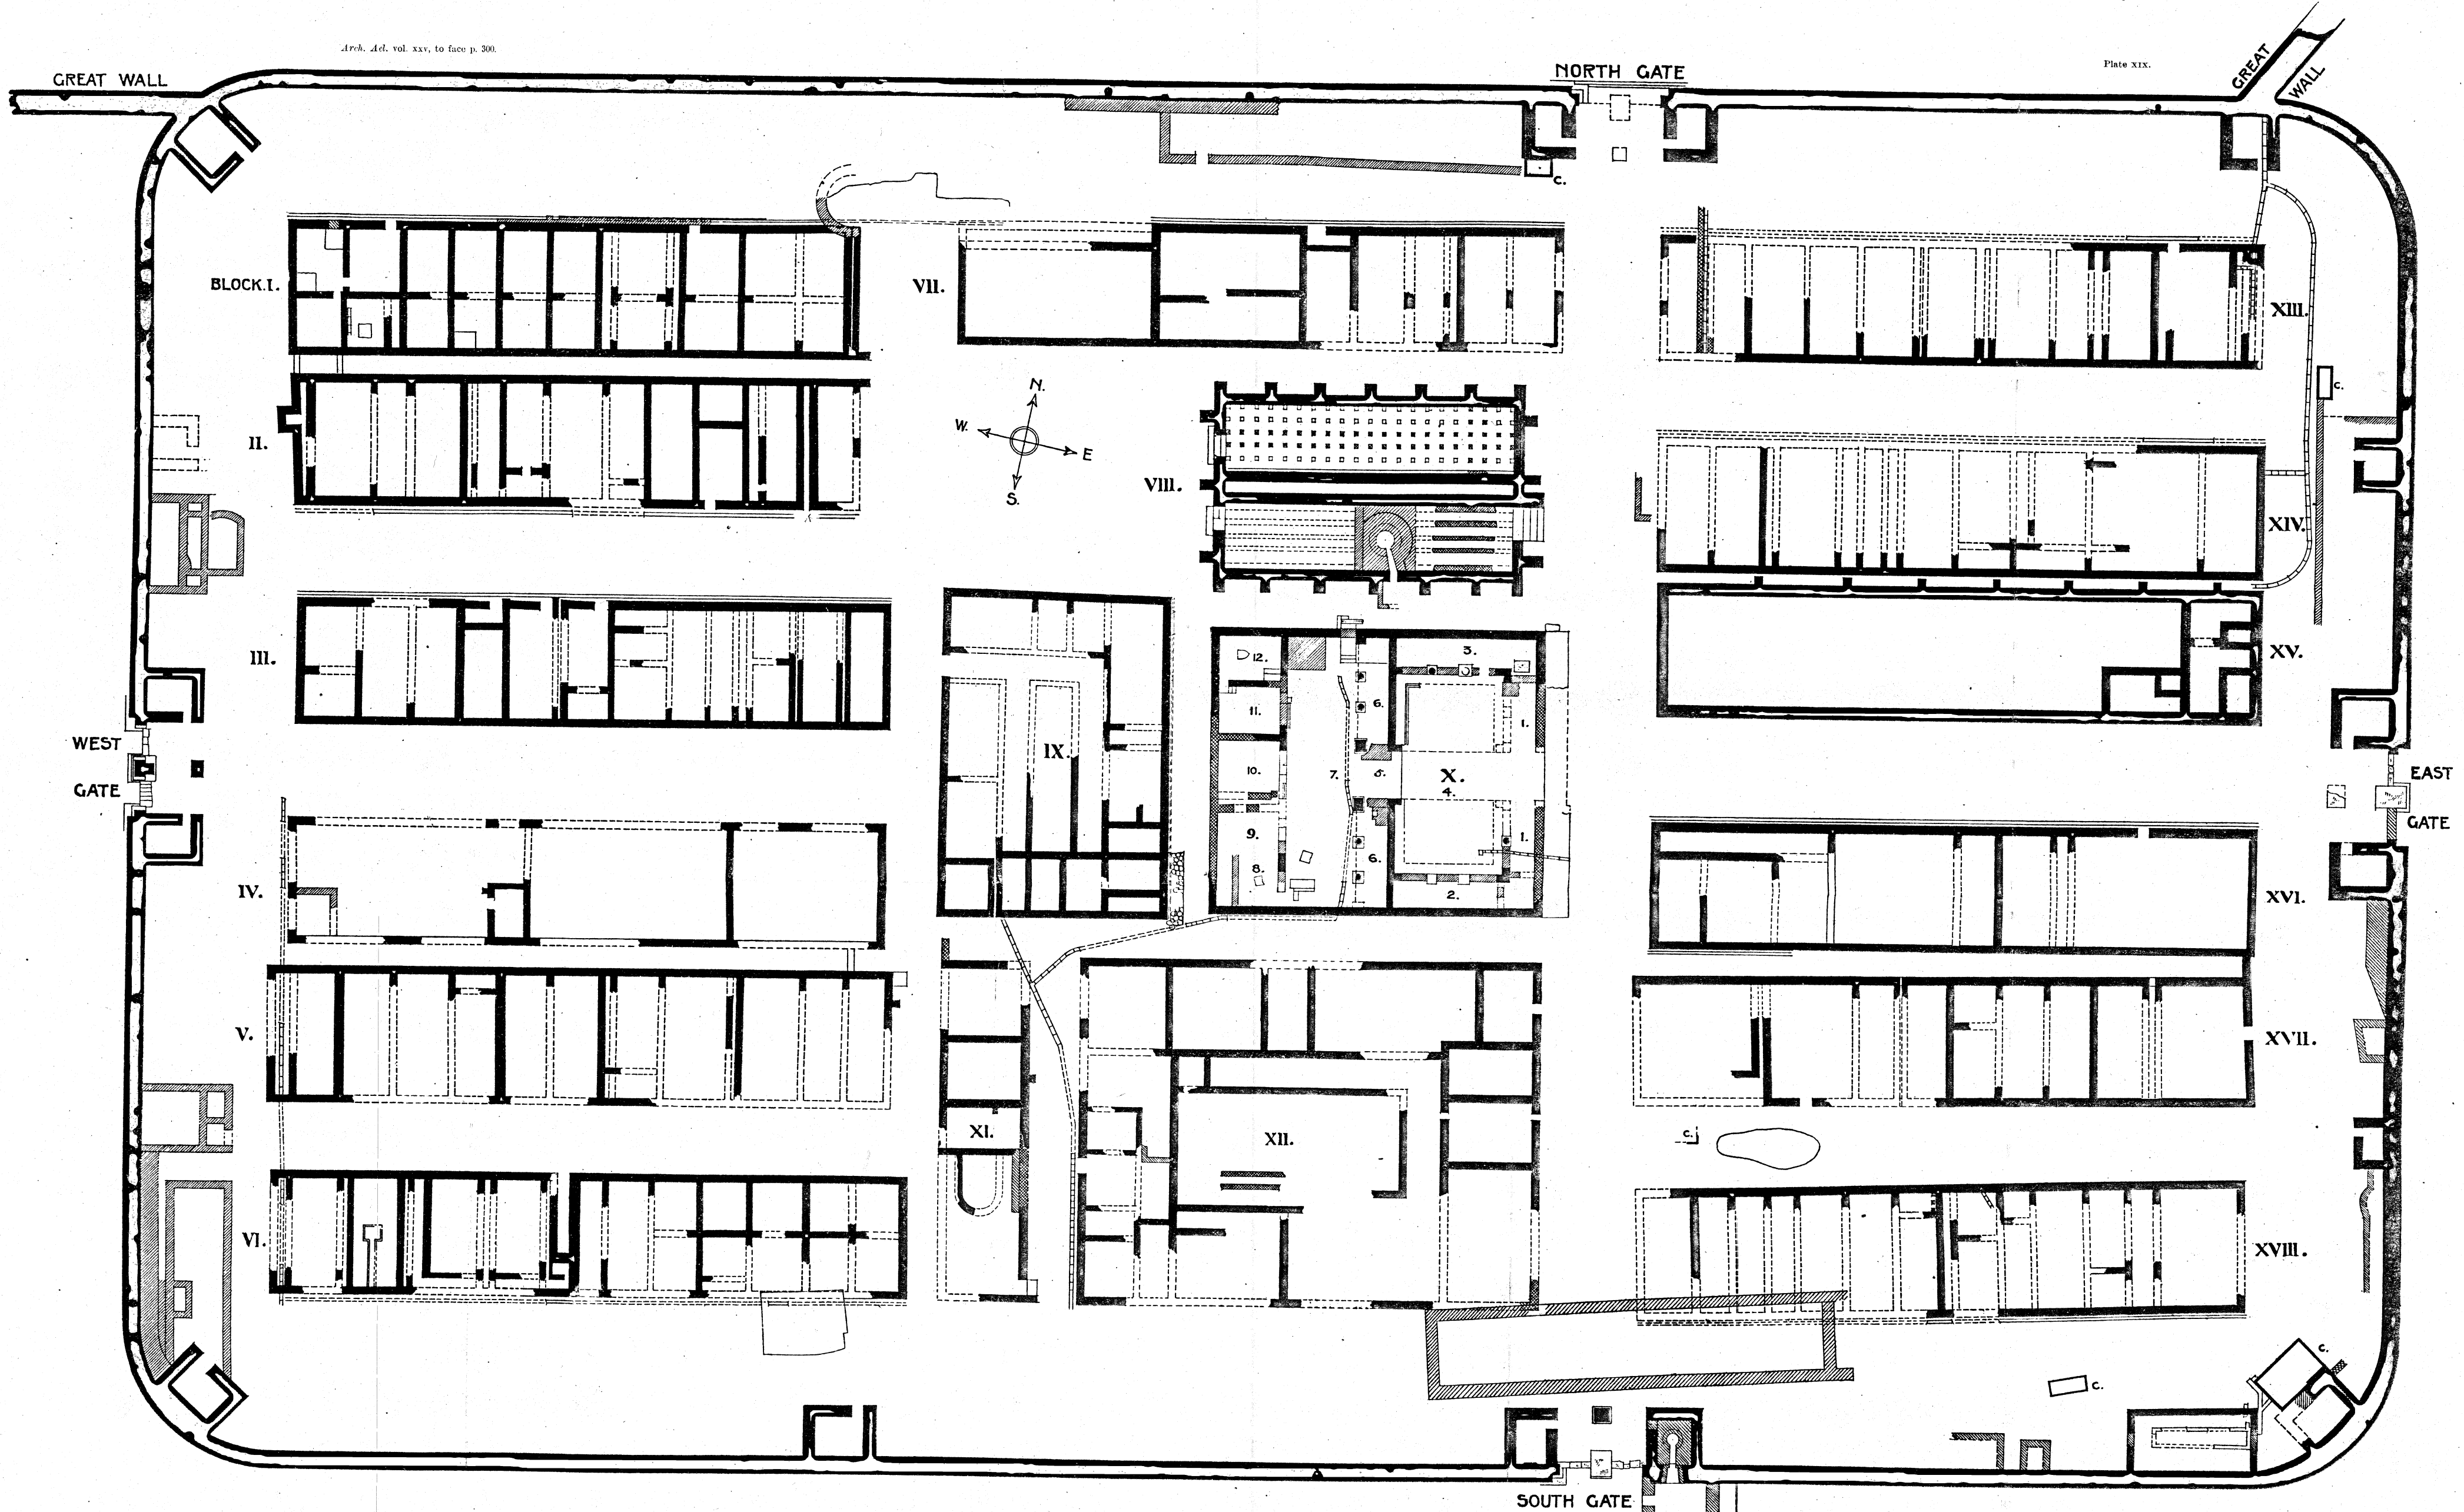 Arch. Ael. vol. xxv, to face p. 300.
Plate XIX.
GREAT WALL
NORTH GATE
GREAT
WALL
C.
BLOCK.I.
VII.
XIII.
C.
N.
W.
E
S.
II.
VIII.
XIV.
III.
12.
3.
XV.
11.
6.
1.
WEST
GATE
IX.
10.
7.
5.
X.
4.
EAST
GATE
9.
1.
8.
6.
2.
IV.
XVI.
V.
XVII.
XI.
XII.
C.
VI.
XVIII.
C.
C.
SOUTH GATE